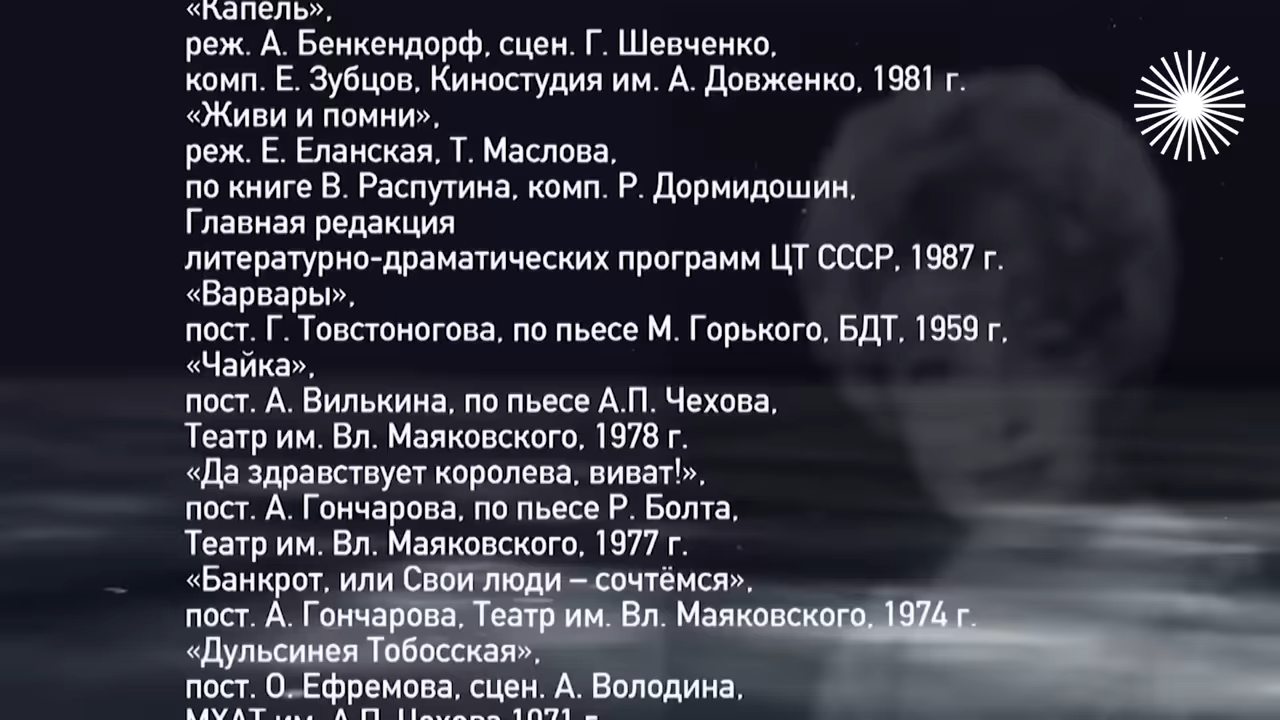 «Капель»,
реж. А. Бенкендорф, сцен. Г. Шевченко,
комп. Е. Зубцов, Киностудия им. А. Довженко, 1981 г.
«Живи и помни»,
реж. Е. Еланская, Т. Маслова,
по книге В. Распутина, комп. Р. Дормидошин,
Главная редакция
литературно-драматических программ ЦТ СССР, 1987 г.
«Варвары»,
пост. Г. Товстоногова, по пьесе М. Горького, БДТ, 1959 г,
«Чайка»,
пост. А. Вилькина, по пьесе А.П. Чехова,
Театр им. Вл. Маяковского, 1978 г.
«Да здравствует королева, виват!»,
пост. А. Гончарова, по пьесе Р. Болта,
Театр им. Вл. Маяковского, 1977 г.
«Банкрот, или Свои люди – сочтёмся»,
пост. А. Гончарова, Театр им. Вл. Маяковского, 1974 г.
«Дульсинея Тобосская»,
пост. О. Ефремова, сцен. А. Володина,
МХАТ им. А.П. Чехова 1971 г.